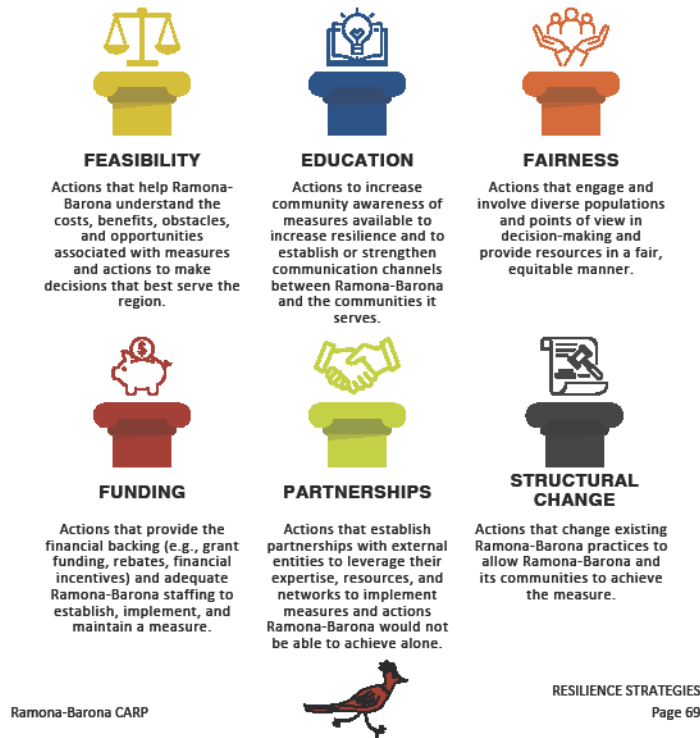 FEASIBILITY
Actions that help Ramona-
Barona understand the
costs, benefits, obstacles,
and opportunities
associated with measures
and actions to make
decisions that best serve the
region.
EDUCATION
Actions to increase
community awareness of
measures available to
increase resilience and to
establish or strengthen
communication channels
between Ramona-Barona
and the communities it
serves.
FAIRNESS
Actions that engage and
involve diverse populations
and points of view in
decision-making and
provide resources in a fair,
equitable manner.
$
FUNDING
Actions that provide the
financial backing (e.g., grant
funding, rebates, financial
incentives) and adequate
Ramona-Barona staffing to
establish, implement, and
maintain a measure.
PARTNERSHIPS
Actions that establish
partnerships with external
entities to leverage their
expertise, resources, and
networks to implement
measures and actions
Ramona-Barona would not
be able to achieve alone.
STRUCTURAL
CHANGE
Actions that change existing
Ramona-Barona practices to
allow Ramona-Barona and
its communities to achieve
the measure.
Ramona-Barona CARP
RESILIENCE STRATEGIES
Page 69